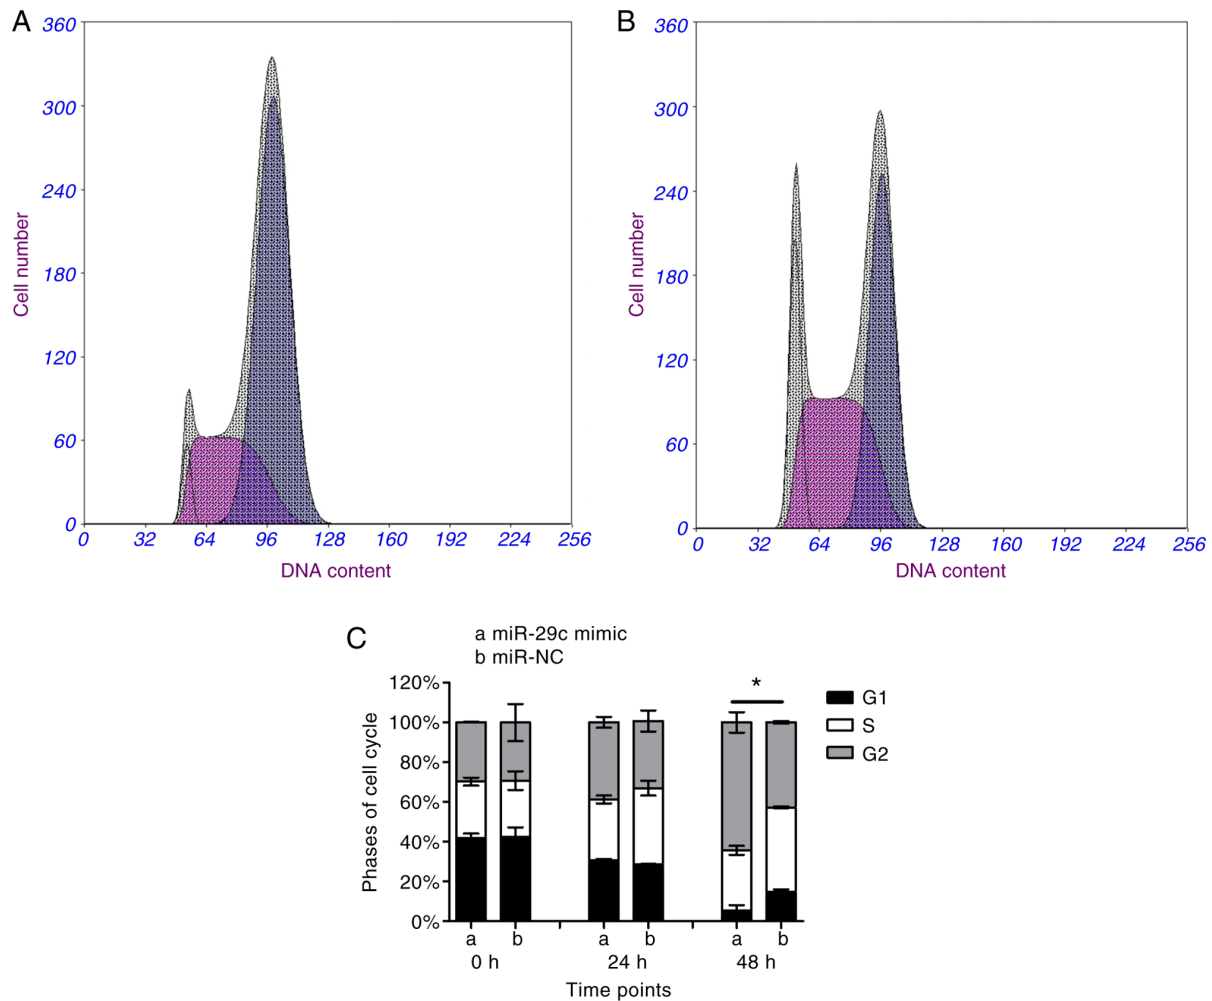 A
360
300
240
180
120
60
0
Cell number
0 32 64 96 128 160 192 224 256
DNA content
B
360
300
240
180
120
60
0
Cell number
0 32 64 96 128 160 192 224 256
DNA content
C
a miR-29c mimic
b miR-NC
120%
100%
80%
60%
40%
20%
0%
Phases of cell cycle
*
G1
S
G2
a b a b a b
0 h 24 h 48 h
Time points